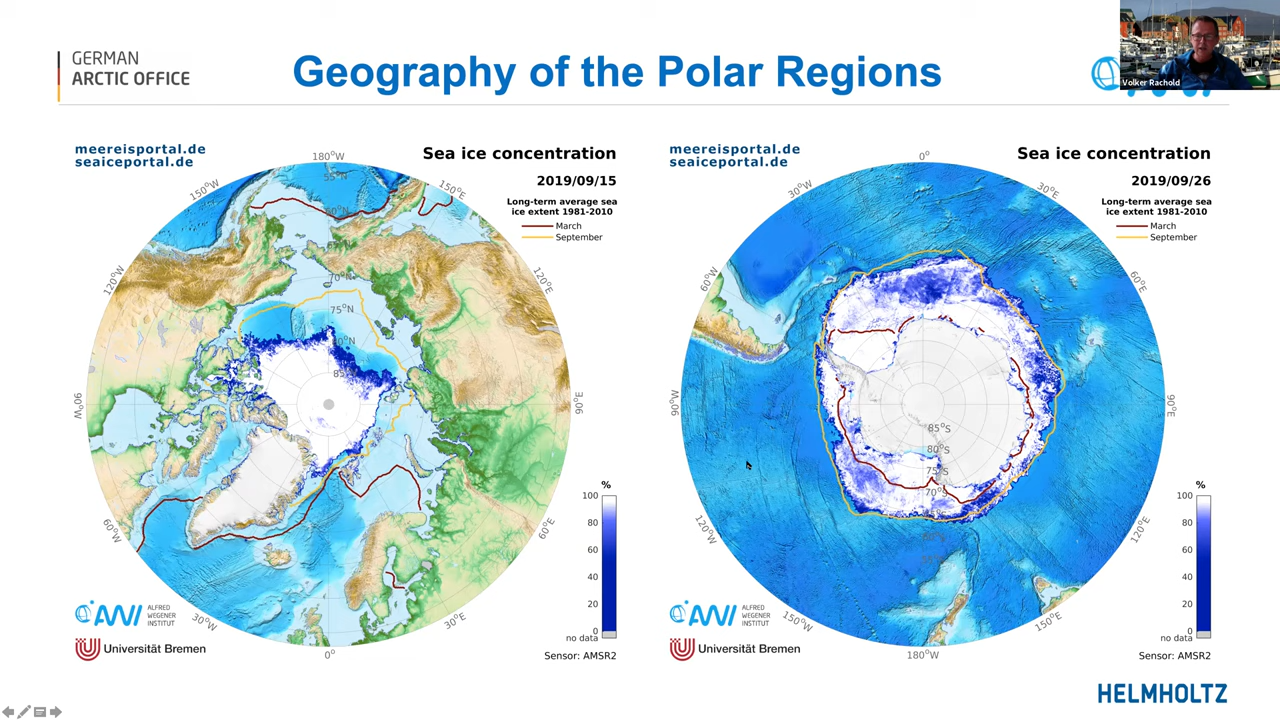 GERMAN
ARCTIC OFFICE
Geography of the Polar Regions
Volker Rachold
meereisportal.de
seaiceportal.de
Sea ice concentration
2019/09/15
Long-term average sea
ice extent 1981-2010
March
September
180°W
150°W
150°E
120°W
120°E
90°W
90°E
60°W
60°E
30°W
30°E
0°
70°N
75°N
%
100
80
60
40
20
0
no data
AWI
ALFRED
WEGENER
INSTITUT
Universität Bremen
Sensor: AMSR2
meereisportal.de
seaiceportal.de
Sea ice concentration
2019/09/26
Long-term average sea
ice extent 1981-2010
March
September
0°
30°W
30°E
60°W
60°E
90°W
90°E
85°S
80°S
75°S
70°S
120°W
120°E
150°W
150°E
180°W
%
100
80
60
40
20
0
no data
AWI
ALFRED
WEGENER
INSTITUT
Universität Bremen
Sensor: AMSR2
HELMHOLTZ